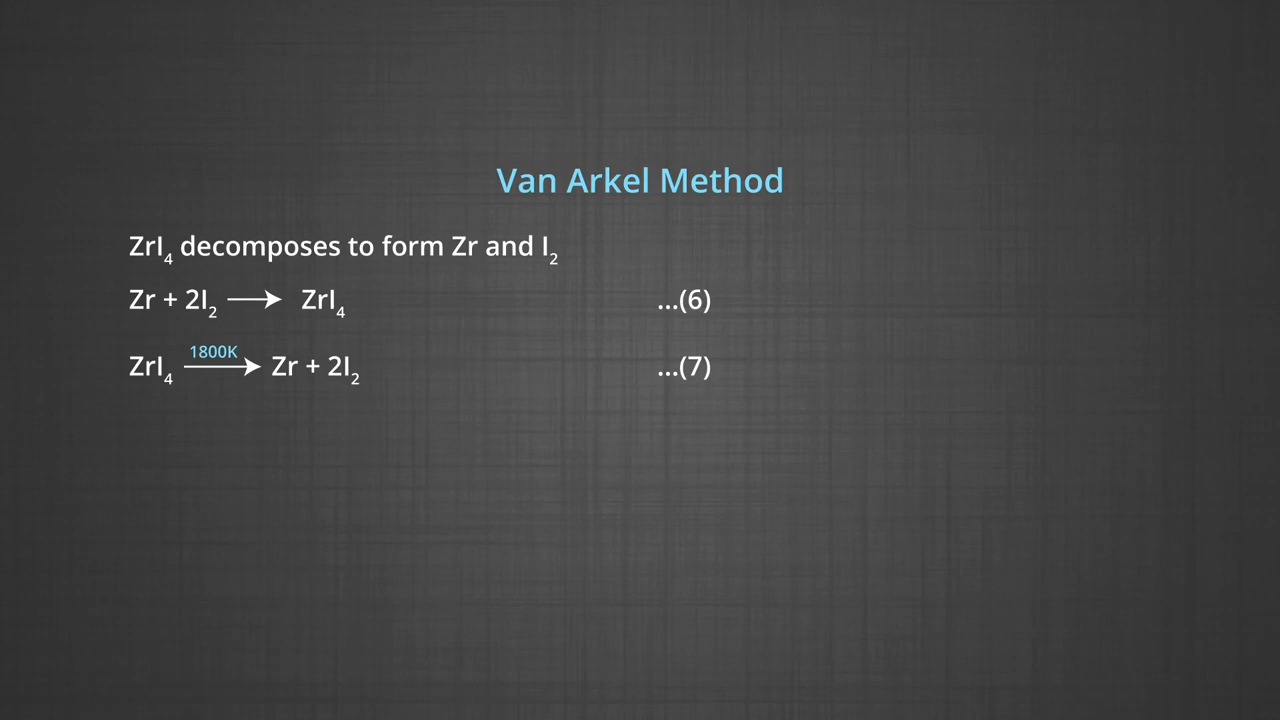 Van Arkel Method
ZrI₄ decomposes to form Zr and I₂
Zr + 2I₂ ⟶ ZrI₄ ...(6)
1800K
ZrI₄ ⟶ Zr + 2I₂ ...(7)